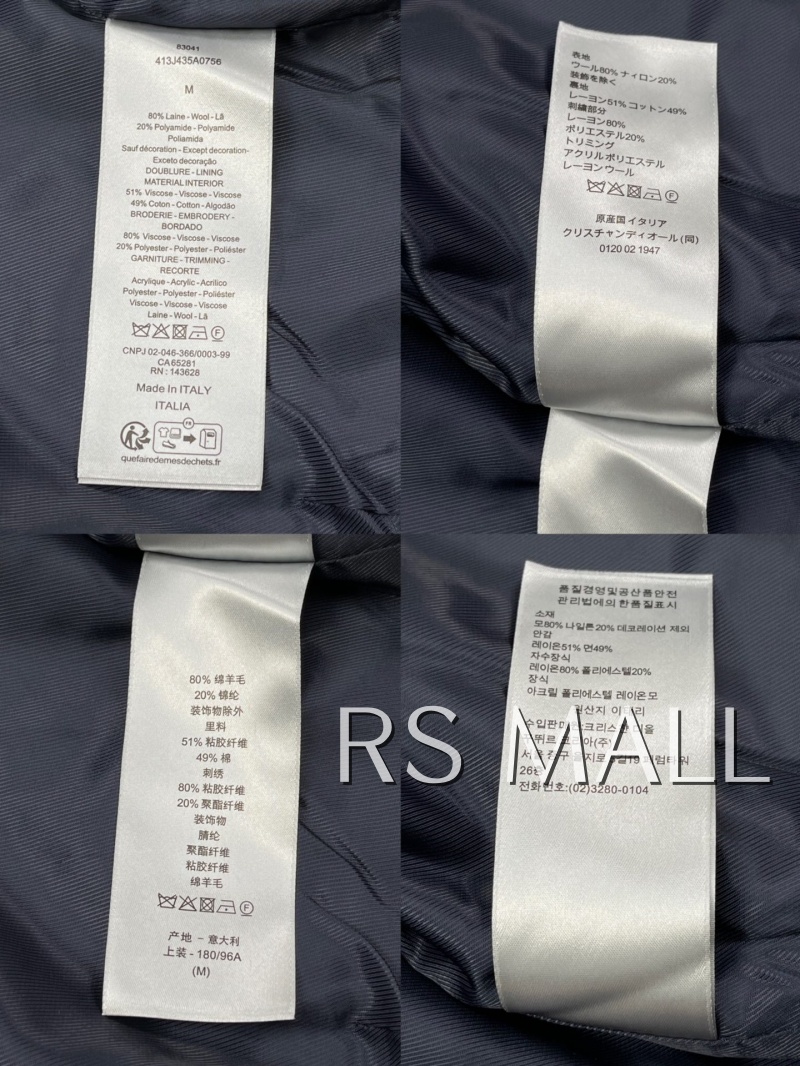 83041
413J435A0756
M
80% Laine - Wool - Lã
20% Polyamide - Polyamide
Poliamida
Sauf décoration - Except decoration-
Exceto decoração
DOUBLURE - LINING
MATERIAL INTERIOR
51% Viscose - Viscose - Viscose
49% Coton - Cotton - Algodão
BRODERIE - EMBRODERY -
BORDADO
80% Viscose - Viscose - Viscose
20% Polyester - Polyester - Poliéster
GARNITURE - TRIMMING -
RECORTE
Acrylique - Acrylic - Acrilico
Polyester - Polyester - Poliéster
Viscose - Viscose - Viscose
Laine - Wool - Lã
F
CNPJ 02-046-366/0003-99
CA 65281
RN : 143628
Made In ITALY
ITALIA
FR
quefairedemesdechets.fr
表地
ウール80% ナイロン20%
装飾を除く
裏地
レーヨン51% コットン49%
刺繍部分
レーヨン80%
ポリエステル20%
トリミング
アクリル ポリエステル
レーヨン ウール
F
原産国 イタリア
クリスチャンディオール(同)
0120 02 1947
80% 绵羊毛
20% 锦纶
装饰物除外
里料
51% 粘胶纤维
49% 棉
刺绣
80% 粘胶纤维
20% 聚酯纤维
装饰物
腈纶
聚酯纤维
粘胶纤维
绵羊毛
F
产地 - 意大利
上装 - 180/96A
(M)
품질경영및공산품안전
관리법에의한품질표시
소재
모80% 나일론20% 데코레이션 제외
안감
레이온51% 면49%
자수장식
레이온80% 폴리에스텔20%
장식
아크릴 폴리에스텔 레이온모
원산지 이탈리
전화번호:(02)3280-0104
RS MALL